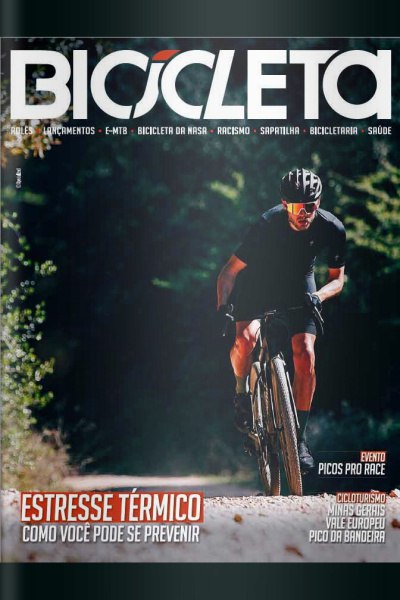 BICICLETA
ROLÊS • LANÇAMENTOS • E-MTB • BICICLETA DA NASA • RACISMO • SAPATILHA • BICICLETARIA • SAÚDE
EVENTO
PICOS PRO RACE
ESTRESSE TÉRMICO
COMO VOCÊ PODE SE PREVENIR
CICLOTURISMO
MINAS GERAIS
VALE EUROPEU
PICO DA BANDEIRA